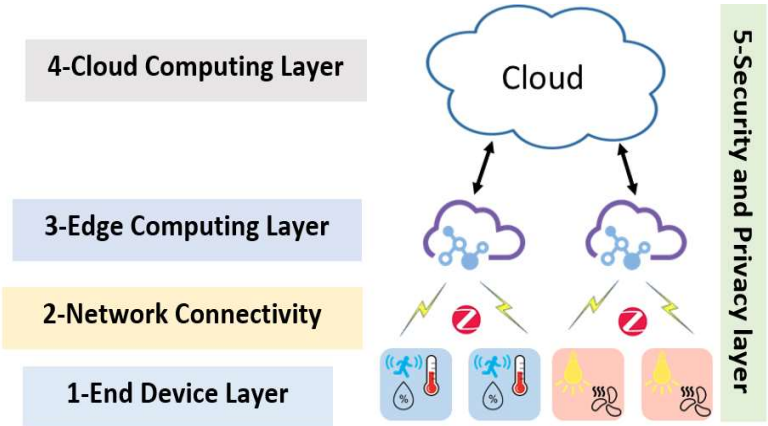 4-Cloud Computing Layer
Cloud
5-Security and Privacy layer
3-Edge Computing Layer
2-Network Connectivity
Z
Z
1-End Device Layer
%
%